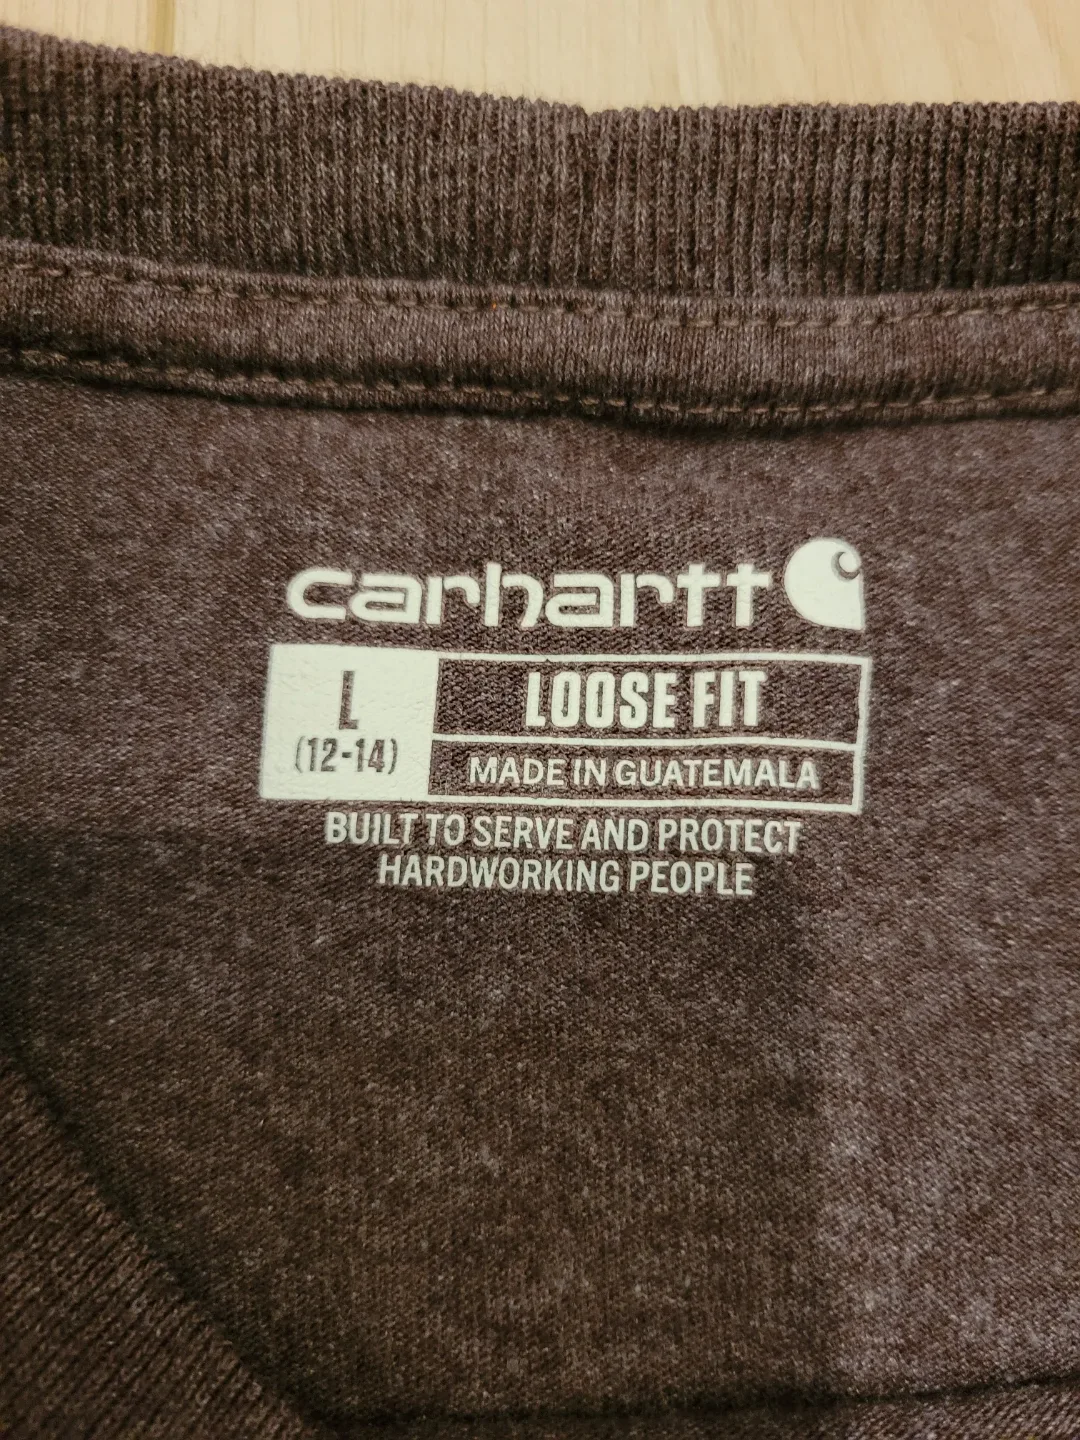 carhartt
L
(12-14)
LOOSE FIT
MADE IN GUATEMALA
BUILT TO SERVE AND PROTECT
HARDWORKING PEOPLE